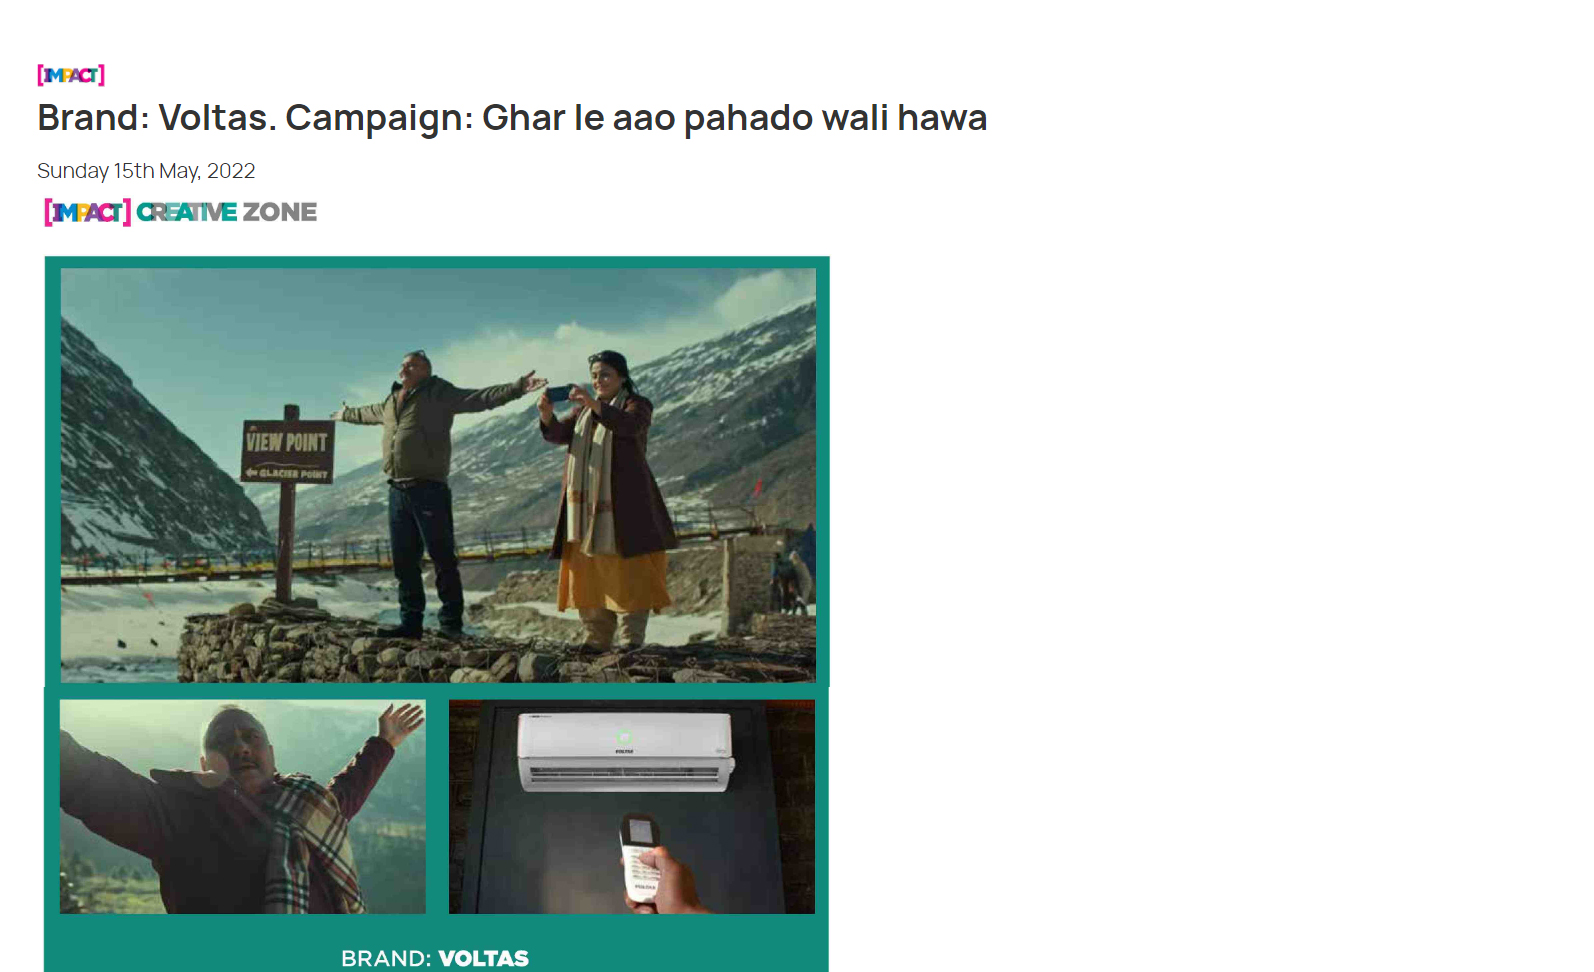 [IMPACT]
Brand: Voltas. Campaign: Ghar le aao pahado wali hawa
Sunday 15th May, 2022
[IMPACT] CREATIVE ZONE
VIEW POINT
GLACIER POINT
VOLTAS
VOLTAS
BRAND: VOLTAS